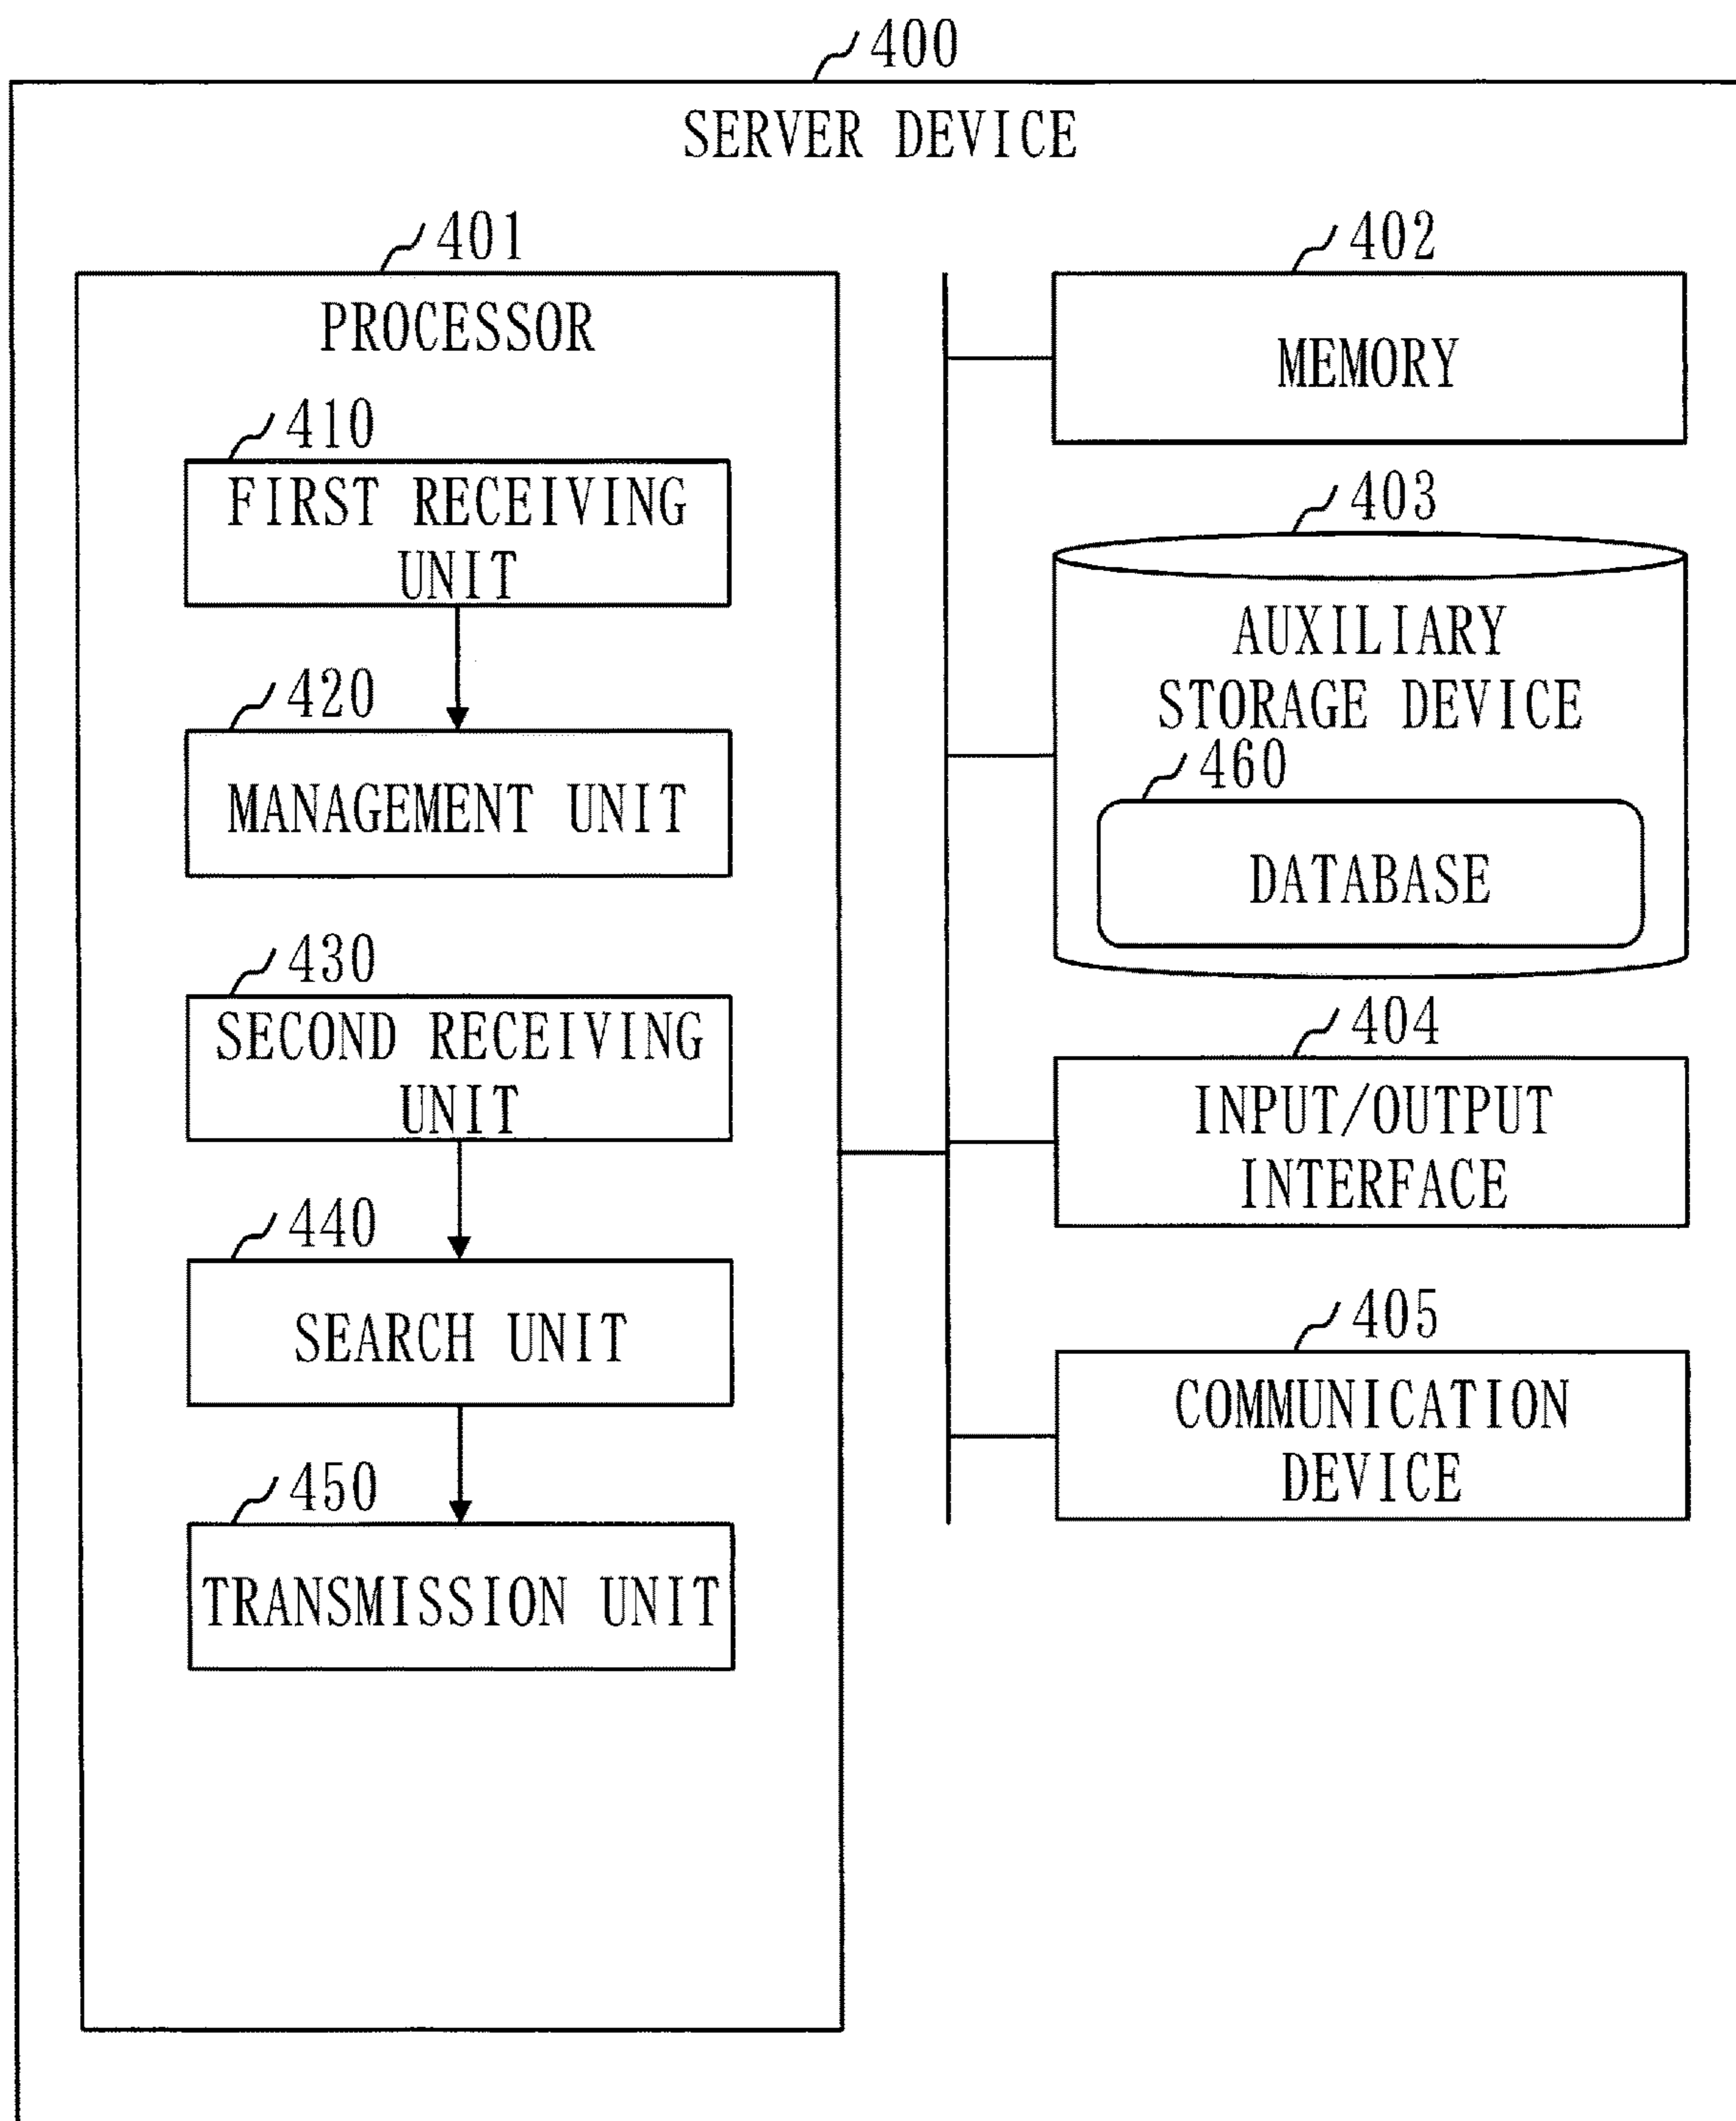 400
SERVER DEVICE
401
PROCESSOR
410
FIRST RECEIVING
UNIT
420
MANAGEMENT UNIT
430
SECOND RECEIVING
UNIT
440
SEARCH UNIT
450
TRANSMISSION UNIT
402
MEMORY
403
AUXILIARY
STORAGE DEVICE
460
DATABASE
404
INPUT/OUTPUT
INTERFACE
405
COMMUNICATION
DEVICE